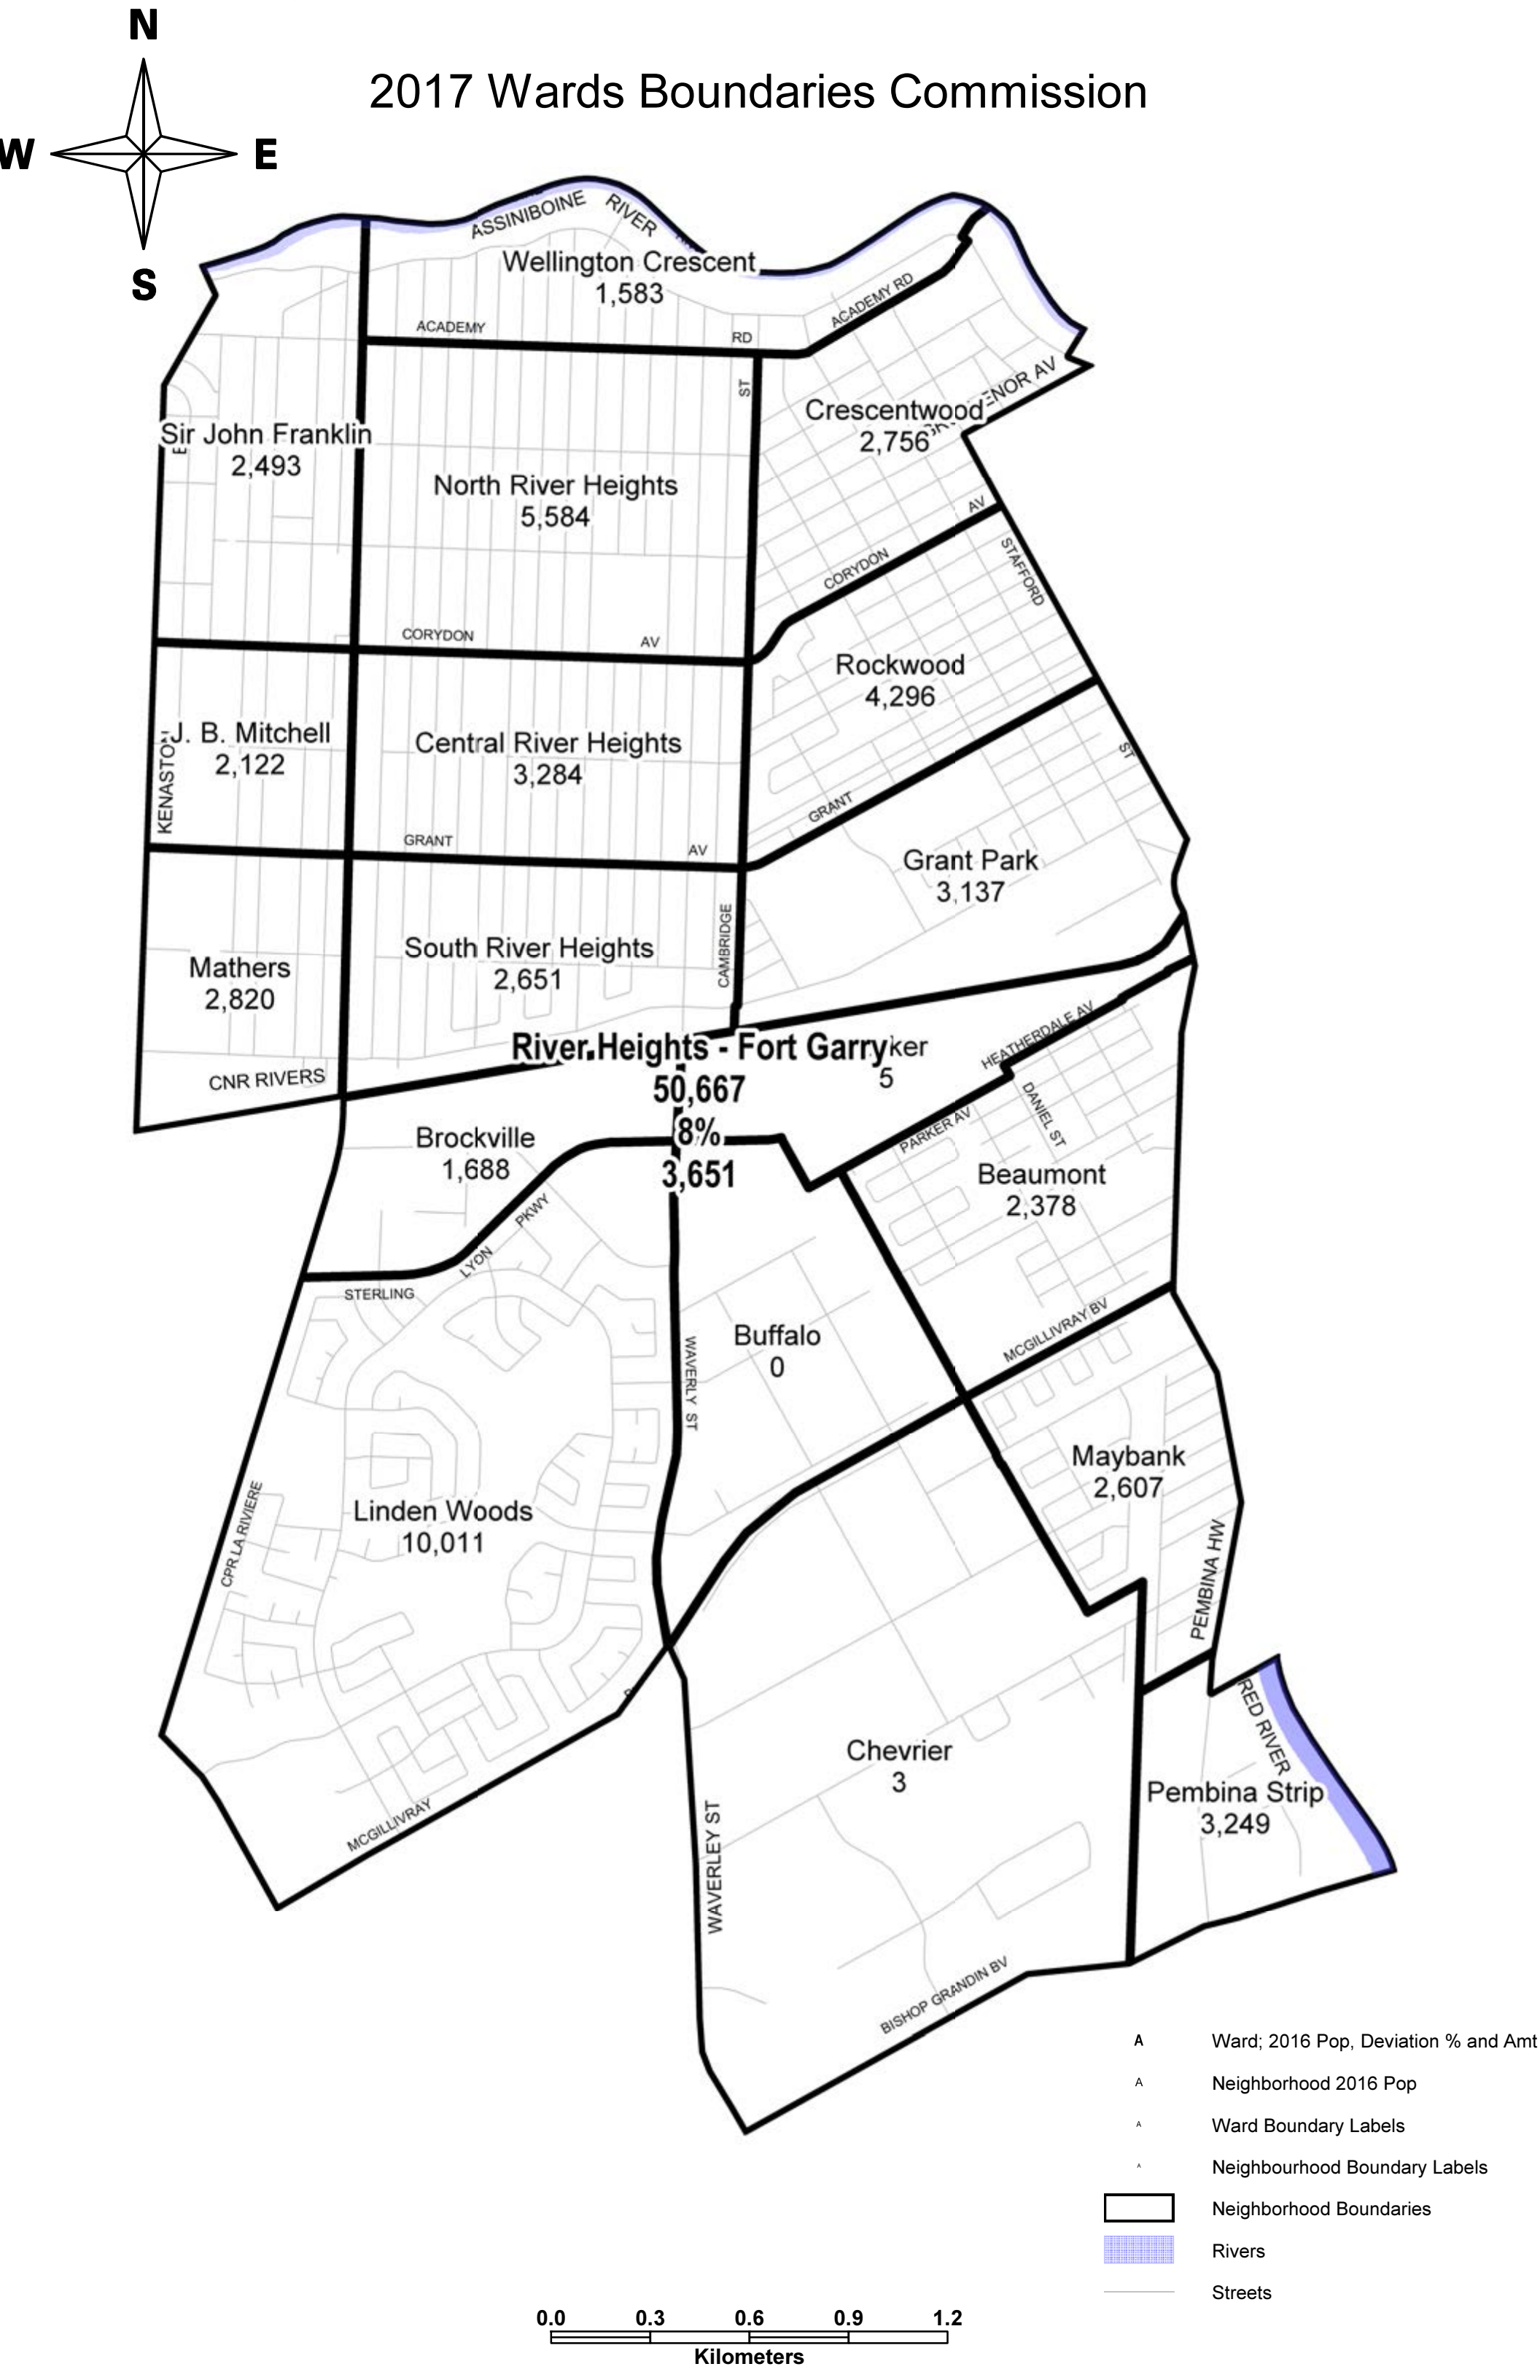 N
2017 Wards Boundaries Commission
W
E
S
ASSINIBOINE RIVER
Wellington Crescent
1,583
ACADEMY RD
ACADEMY RD
ST
ENOR AV
Crescentwood
2,756
Sir John Franklin
2,493
North River Heights
5,584
AV
CORYDON
STAFFORD
CORYDON AV
Rockwood
4,296
J. B. Mitchell
2,122
KENASTON
Central River Heights
3,284
ST
GRANT
GRANT AV
Grant Park
3,137
CAMBRIDGE
South River Heights
2,651
Mathers
2,820
River Heights - Fort Garry
ker
5
50,667
8%
3,651
CNR RIVERS
HEATHERDALE AV
DANIEL ST
PARKER AV
Brockville
1,688
Beaumont
2,378
PKWY
LYON
STERLING
MCGILLIVRAY BV
Buffalo
0
WAVERLY ST
Maybank
2,607
CPR LA RIVIERE
Linden Woods
10,011
PEMBINA HW
RED RIVER
Chevrier
3
Pembina Strip
3,249
MCGILLIVRAY
WAVERLEY ST
BISHOP GRANDIN BV
A Ward; 2016 Pop, Deviation % and Amt
A Neighborhood 2016 Pop
A Ward Boundary Labels
A Neighbourhood Boundary Labels
Neighborhood Boundaries
Rivers
Streets
0.0 0.3 0.6 0.9 1.2
Kilometers